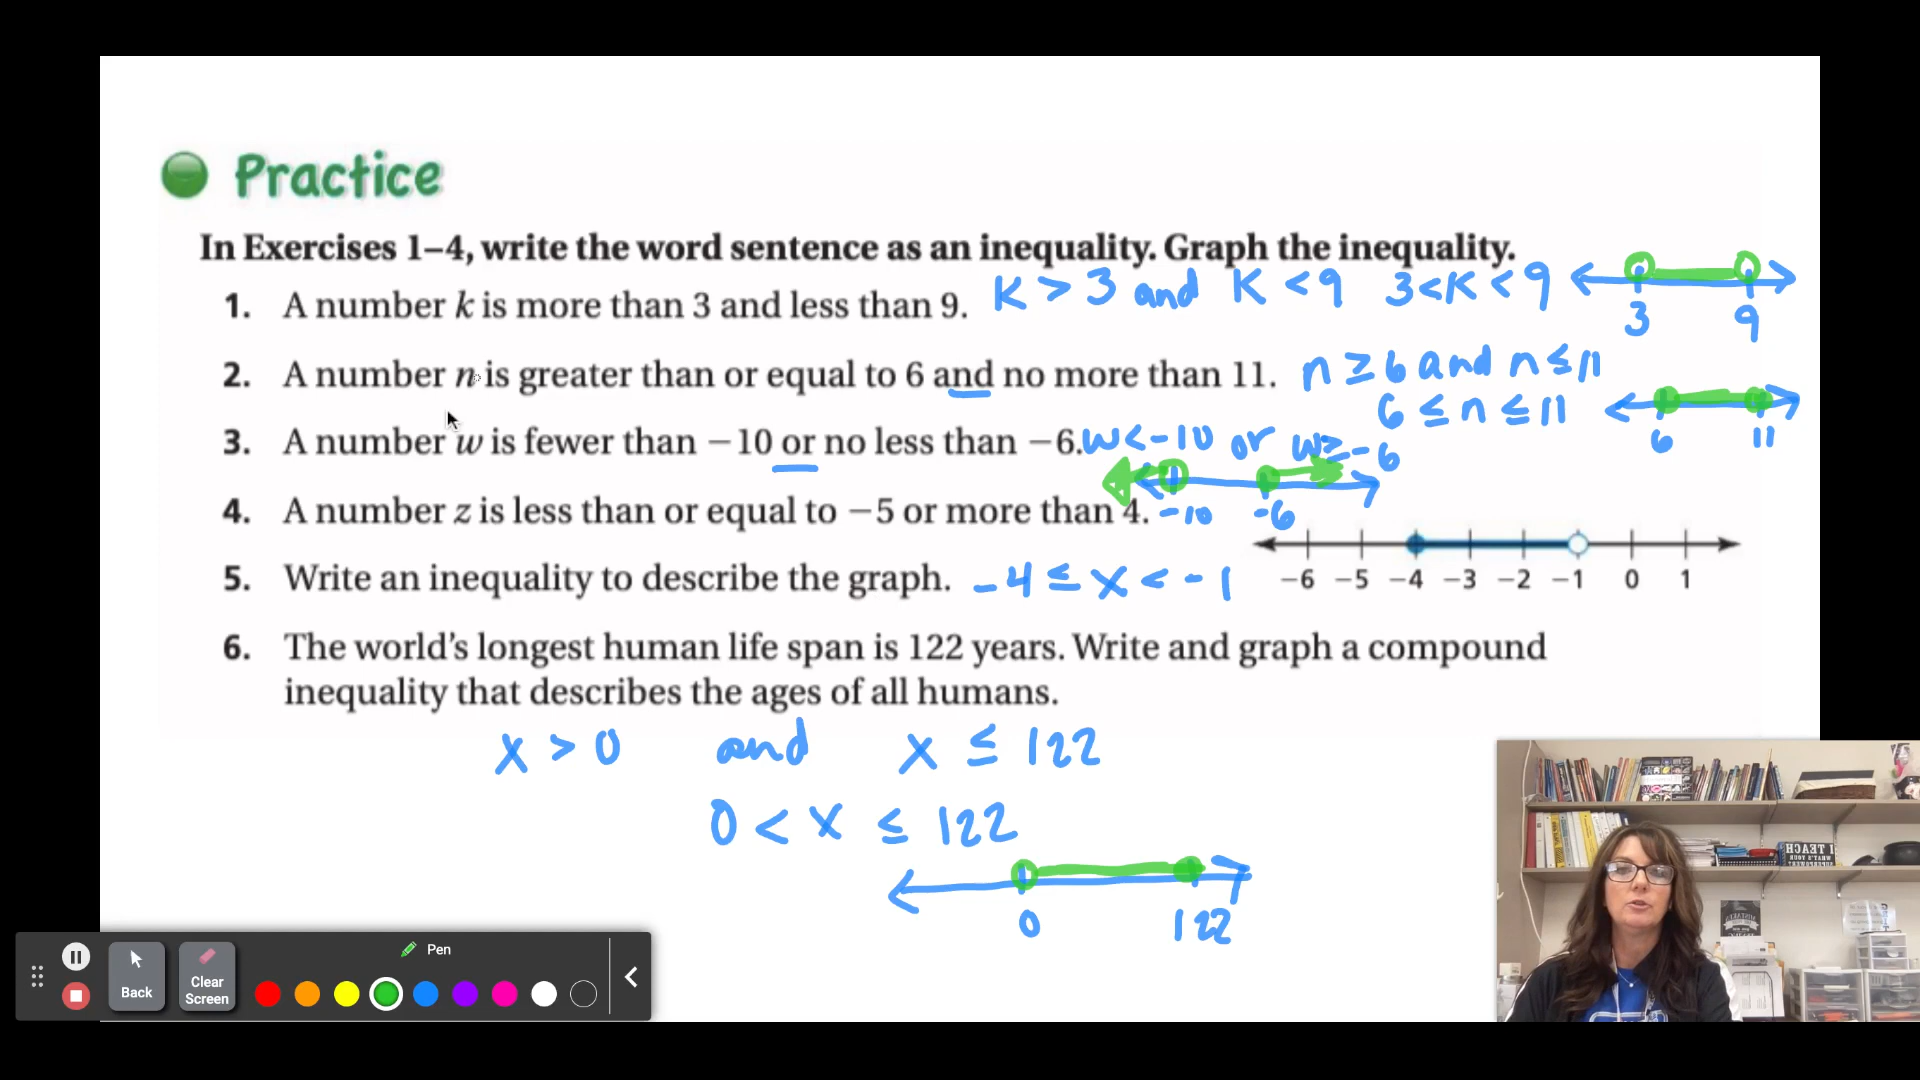 Practice
In Exercises 1–4, write the word sentence as an inequality. Graph the inequality.
1. A number k is more than 3 and less than 9. K > 3 and K < 9 3 < K < 9
3 9
2. A number n is greater than or equal to 6 and no more than 11. n ≥ 6 and n ≤ 11
6 ≤ n ≤ 11
6 11
3. A number w is fewer than −10 or no less than −6. w < -10 or w ≥ -6
-10 -6
4. A number z is less than or equal to −5 or more than 4.
5. Write an inequality to describe the graph. -4 ≤ x < -1
−6 −5 −4 −3 −2 −1 0 1
6. The world's longest human life span is 122 years. Write and graph a compound
inequality that describes the ages of all humans.
x > 0 and x ≤ 122
0 < x ≤ 122
0 122
Pen
Back
Clear
Screen
I TEACH